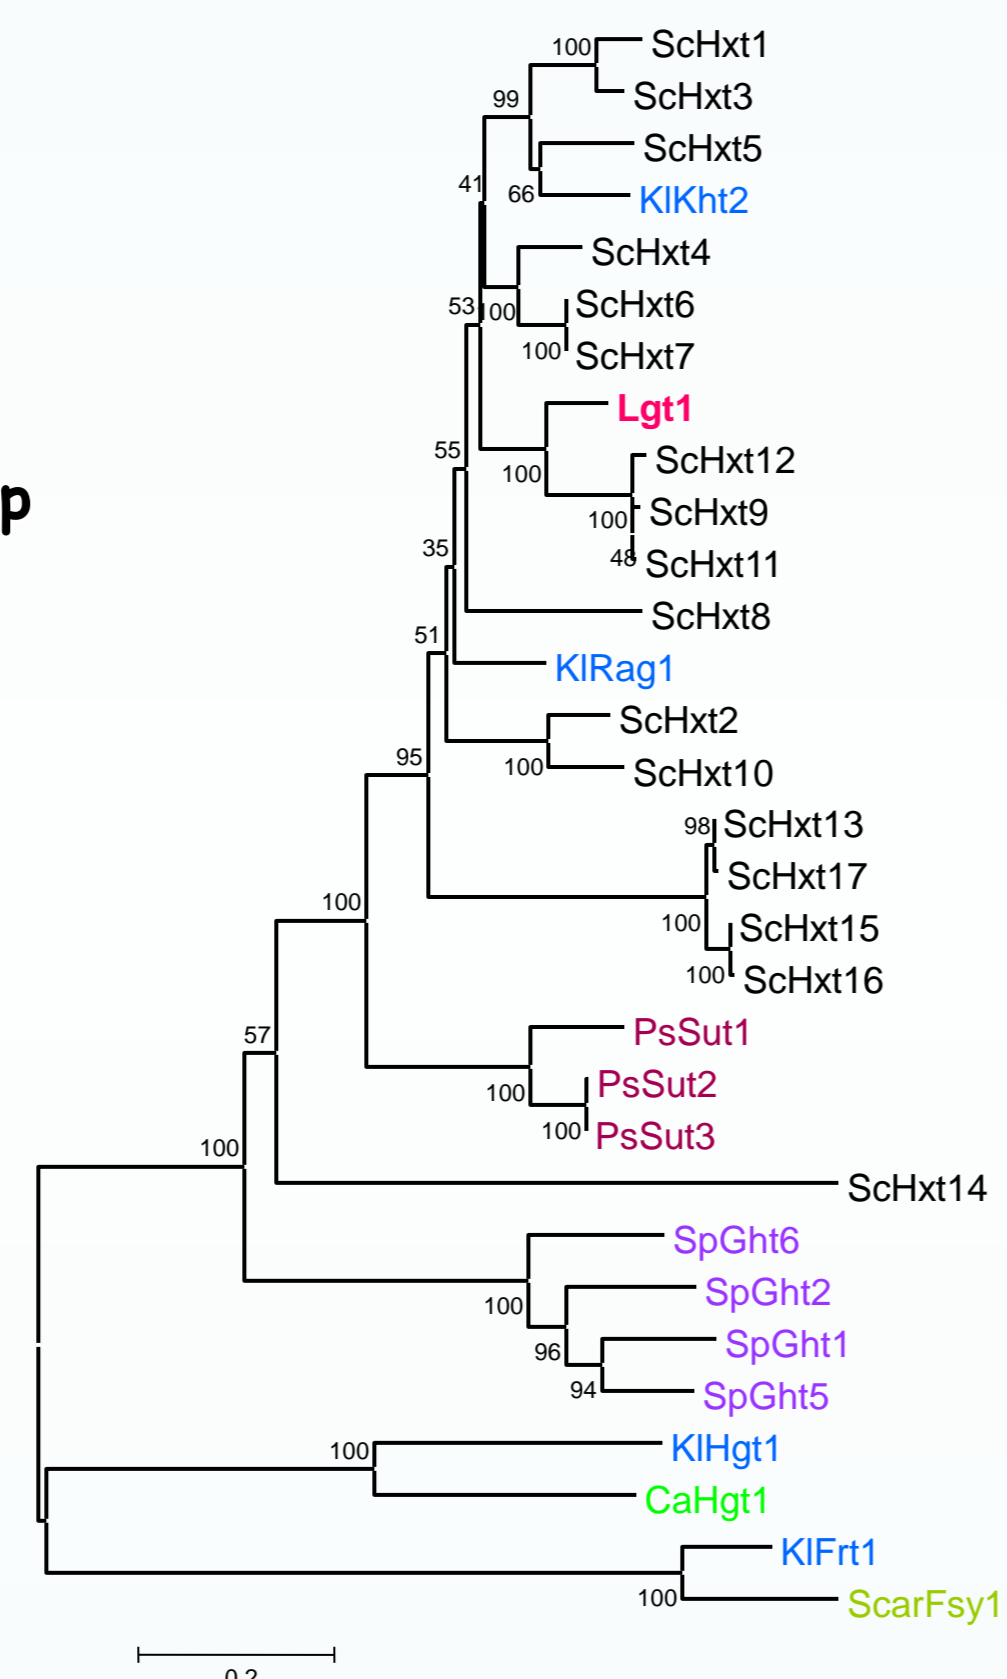 100 ScHxt1
ScHxt3
99
ScHxt5
41
66 KlKht2
ScHxt4
53 100 ScHxt6
100 ScHxt7
Lgt1
55
100 ScHxt12
p
100 ScHxt9
35
48 ScHxt11
ScHxt8
51
KlRag1
ScHxt2
95
100 ScHxt10
98 ScHxt13
ScHxt17
100
100 ScHxt15
100 ScHxt16
57 PsSut1
100 PsSut2
100 PsSut3
100
ScHxt14
SpGht6
100 SpGht2
96 SpGht1
94 SpGht5
100 KlHgt1
CaHgt1
KlFrt1
100 ScarFsy1
0.2